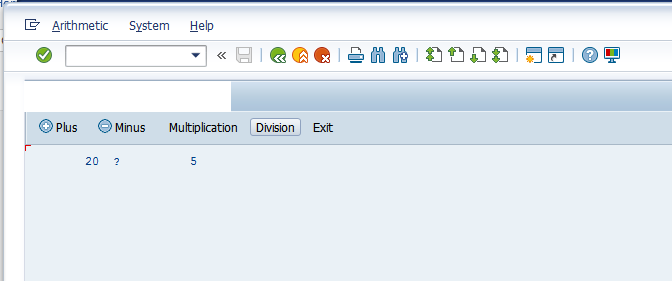 Arithmetic System Help
Plus Minus Multiplication Division Exit
20 ? 5